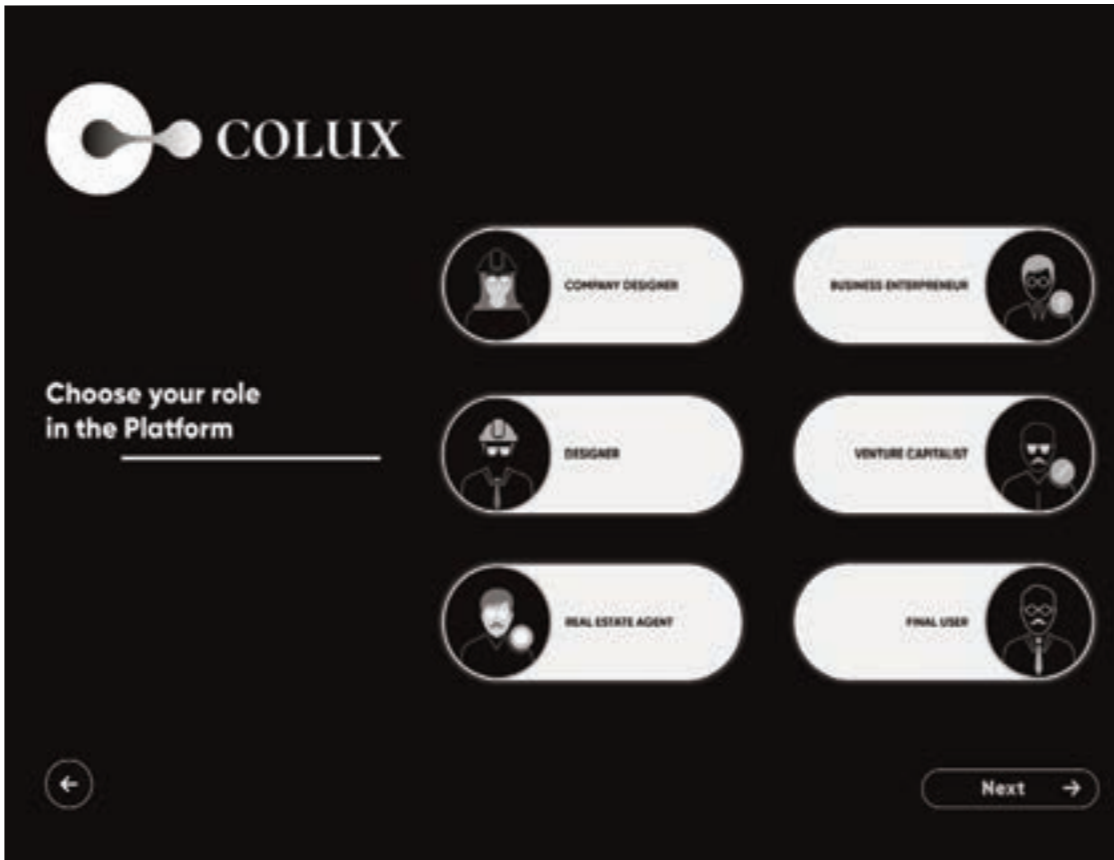 COLUX
Choose your role
in the Platform
COMPANY DESIGNER
BUSINESS ENTERPRENEUR
DESIGNER
VENTURE CAPITALIST
REAL ESTATE AGENT
FINAL USER
Next